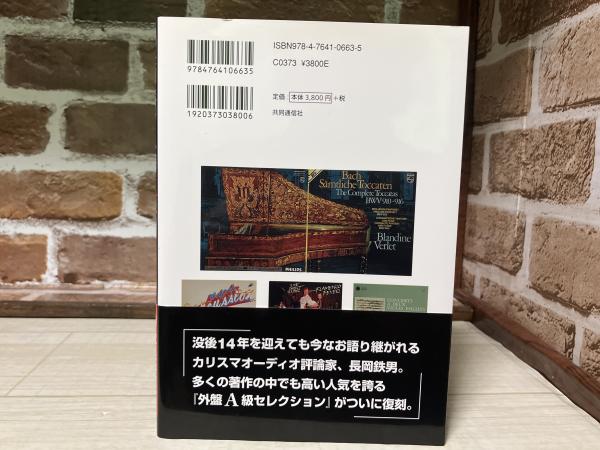 ISBN978-4-7641-0663-5
C0373 ¥3800E
9784764106635
定価 本体3,800円 +税
共同通信社
1920373038006
Bach
Sämtliche Toccaten
The Complete Toccatas
BWV 910-916
Blandine
Verlet
PHILIPS
没後14年を迎えても今なお語り継がれる
カリスマオーディオ評論家、長岡鉄男。
多くの著作の中でも高い人気を誇る
『外盤A級セレクション』がついに復刻。